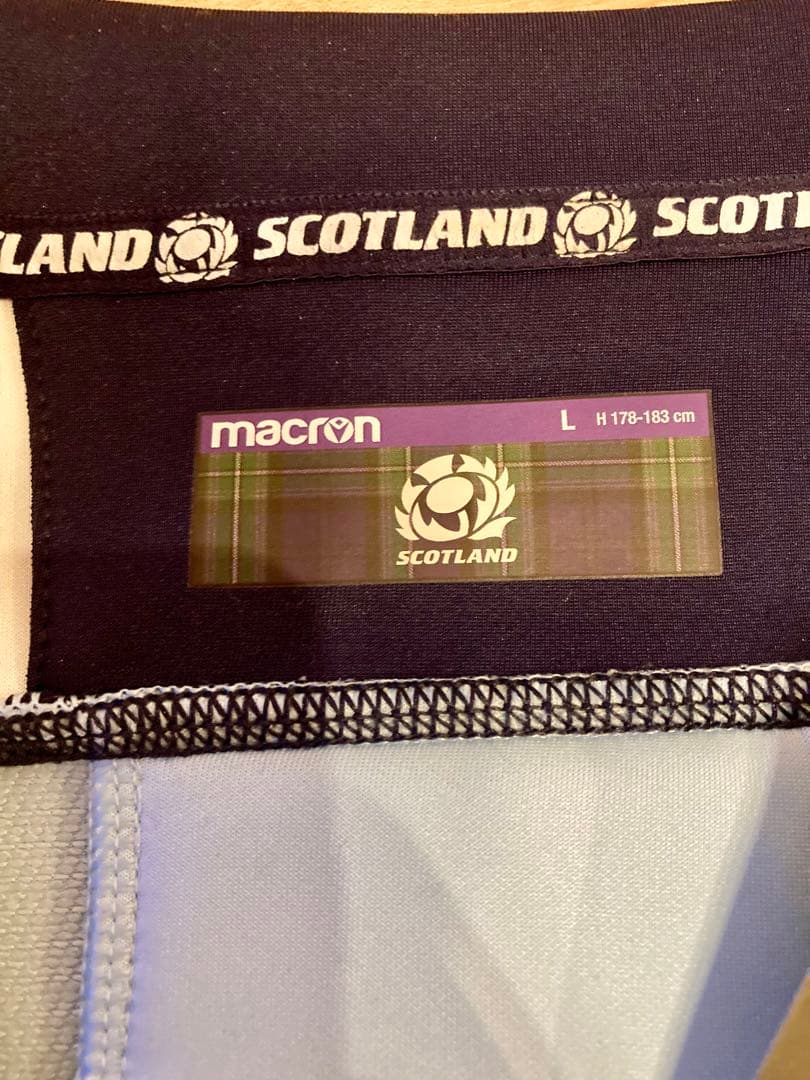 LAND SCOTLAND SCOT
macron L H 178-183 cm
SCOTLAND